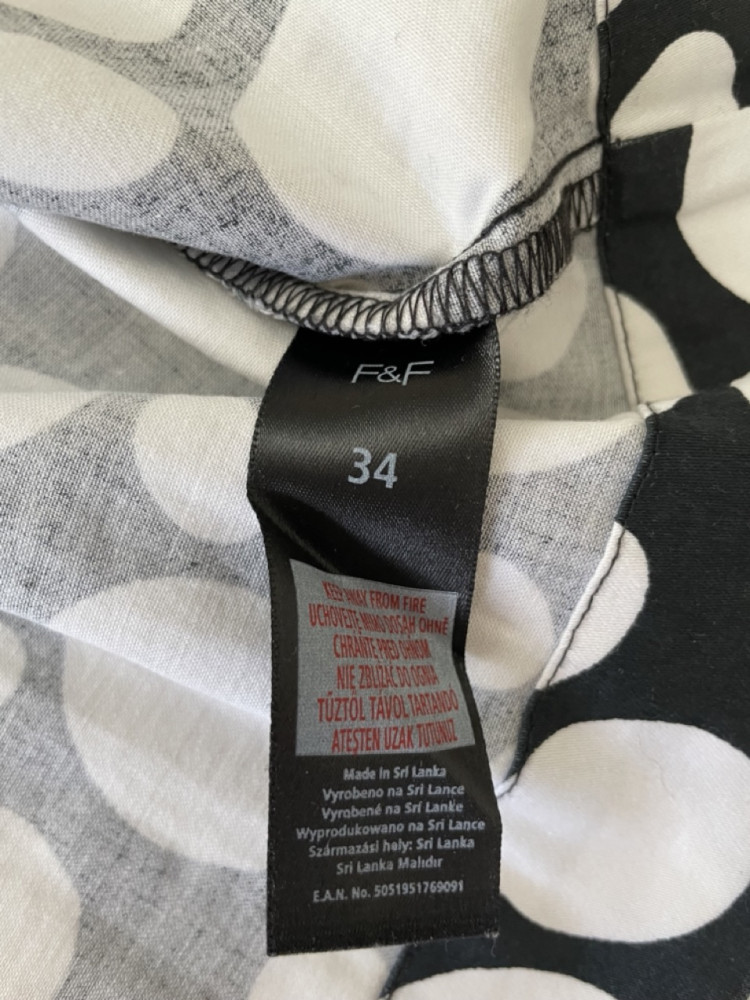 F&F
34
KEEP AWAY FROM FIRE
UCHOVEJTE MIMO DOSAH OHNĚ
CHRÁŇTE PRED OHŇOM
NIE ZBLIŻAĆ DO OGNIA
TŰZTŐL TÁVOL TARTANDÓ
ATEŞTEN UZAK TUTUNUZ
Made in Sri Lanka
Vyrobeno na Srí Lance
Vyrobené na Srí Lanke
Wyprodukowano na Sri Lance
Származási hely: Srí Lanka
Sri Lanka Malıdır
E.A.N. No. 5051951769091